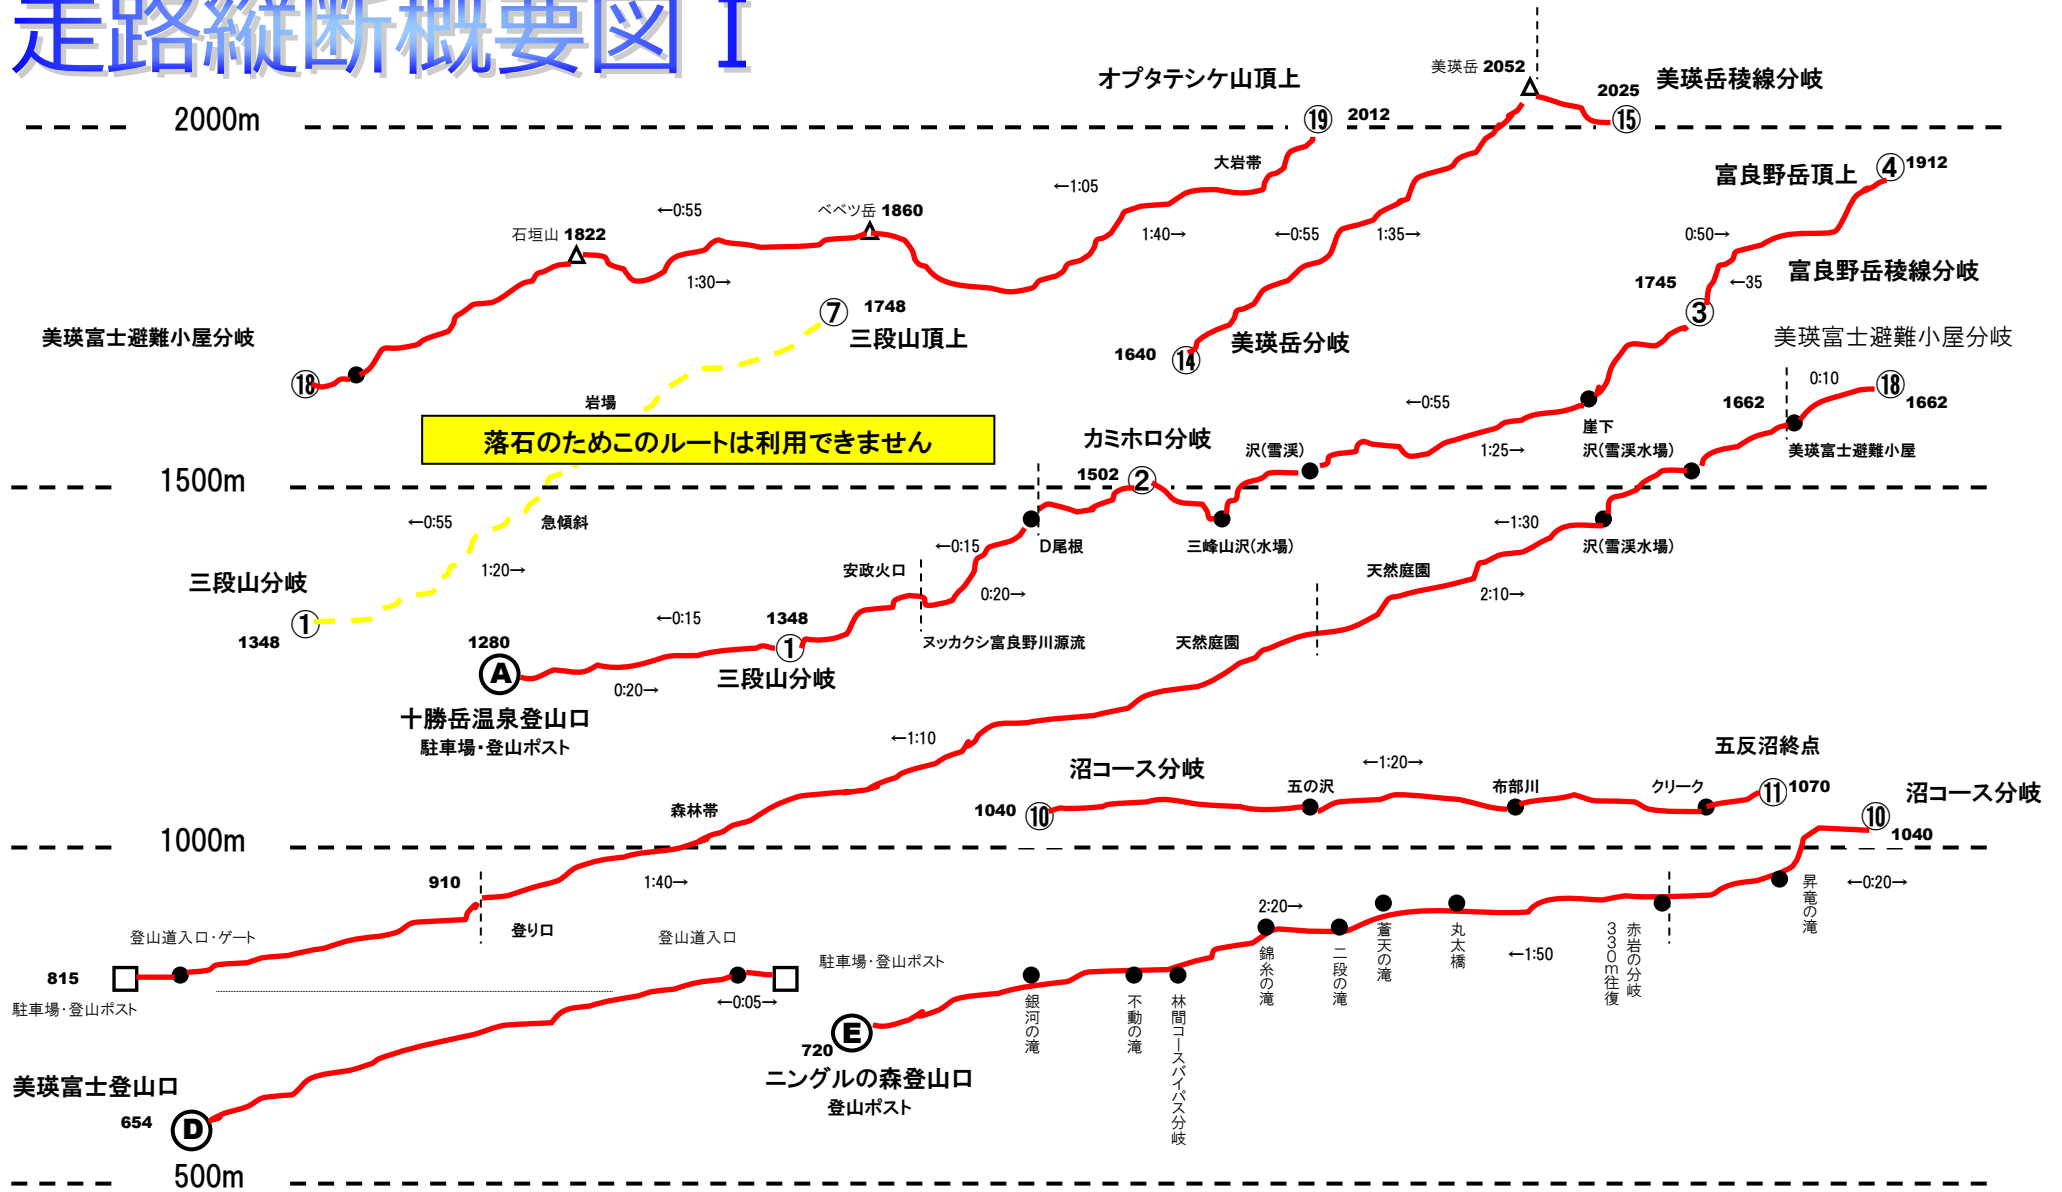 走路縦断概要図Ⅰ
2000m
1500m
1000m
500m
オプタテシケ山頂上
⑲
2012
大岩帯
←1:05
1:40→
ベベツ岳 1860
←0:55
1:30→
石垣山 1822
美瑛富士避難小屋分岐
⑱
美瑛岳 2052
美瑛岳稜線分岐
2025
⑮
←0:55
1:35→
1640
⑭
美瑛岳分岐
富良野岳頂上
④
1912
0:50→
←35
富良野岳稜線分岐
1745
③
崖下
←0:55
1:25→
沢(雪渓)
三峰山沢(水場)
カミホロ分岐
1502
②
D尾根
←0:15
0:20→
ヌッカクシ富良野川源流
安政火口
1348
①
三段山分岐
←0:15
0:20→
1280
A
十勝岳温泉登山口
駐車場・登山ポスト
⑦
1748
三段山頂上
岩場
落石のためこのルートは利用できません
急傾斜
←0:55
1:20→
三段山分岐
①
1348
美瑛富士避難小屋分岐
0:10
⑱
1662
1662
美瑛富士避難小屋
沢(雪渓水場)
沢(雪渓水場)
←1:30
2:10→
天然庭園
天然庭園
←1:10
1:40→
森林帯
910
登り口
登山道入口・ゲート
815
駐車場・登山ポスト
登山道入口
駐車場・登山ポスト
←0:05→
美瑛富士登山口
654
D
沼コース分岐
1040
⑩
五の沢
←1:20→
布部川
クリーク
五反沼終点
⑪
1070
沼コース分岐
⑩
1040
←0:20→
昇竜の滝
赤岩の分岐
330m往復
←1:50
2:20→
丸太橋
蒼天の滝
二段の滝
錦糸の滝
林間コースバイパス分岐
不動の滝
銀河の滝
720
E
ニングルの森登山口
登山ポスト